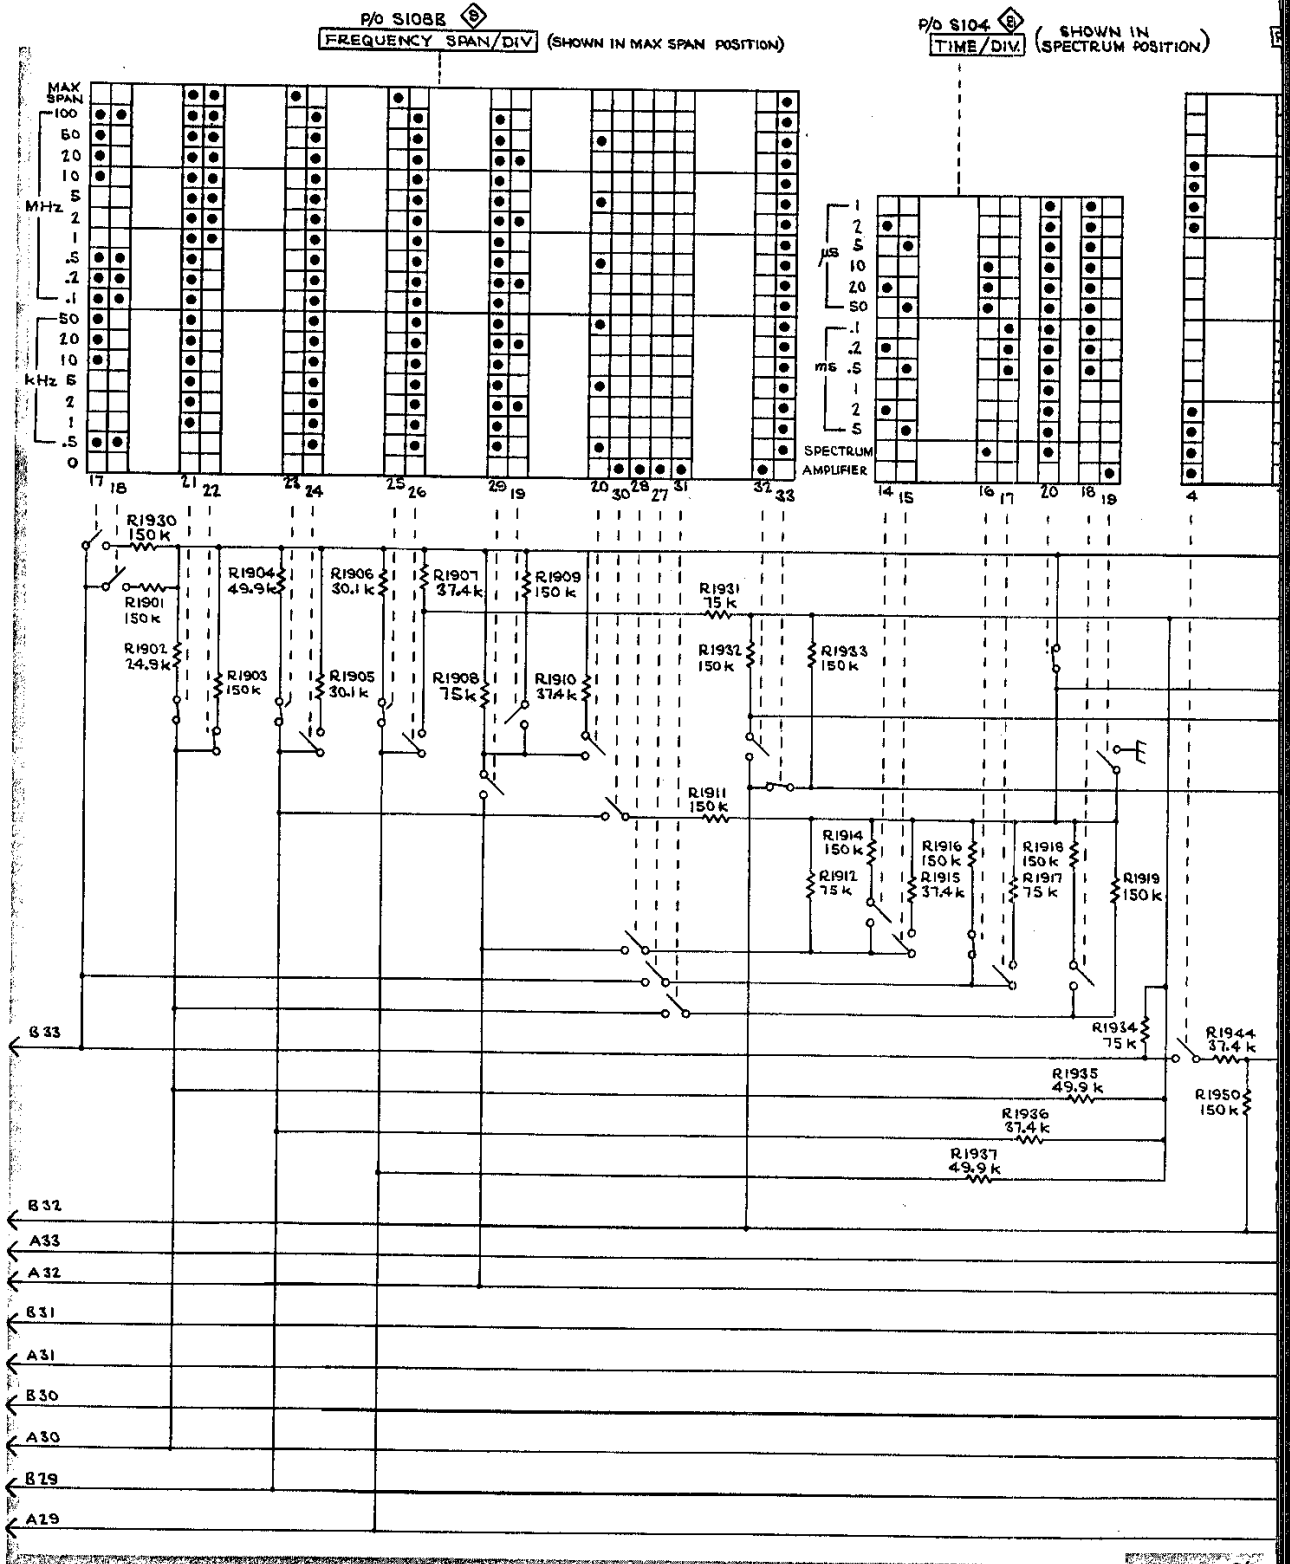 P/O S108B 8
FREQUENCY SPAN/DIV (SHOWN IN MAX SPAN POSITION)
P/O S104 8
TIME/DIV. (SHOWN IN
SPECTRUM POSITION)
MAX
SPAN
100
50
20
10
5
2
1
.5
.2
.1
MHz
50
20
10
5
2
1
.5
0
kHz
1
2
5
10
20
50
μs
.1
.2
.5
1
2
5
ms
SPECTRUM
AMPLIFIER
17 18 21 22 23 24 25 26 29 19 20 30 28 27 31 32 33
14 15 16 17 20 18 19 4
R1930
150k
R1901
150k
R1902
24.9k
R1903
150k
R1904
49.9k
R1905
30.1k
R1906
30.1k
R1907
37.4k
R1908
75k
R1909
150k
R1910
37.4k
R1931
75k
R1932
150k
R1933
150k
R1911
150k
R1914
150k
R1912
75k
R1916
150k
R1915
37.4k
R1918
150k
R1917
75k
R1919
150k
R1934
75k
R1944
37.4k
R1935
49.9k
R1950
150k
R1936
37.4k
R1937
49.9k
B33
B32
A33
A32
B31
A31
B30
A30
B29
A29